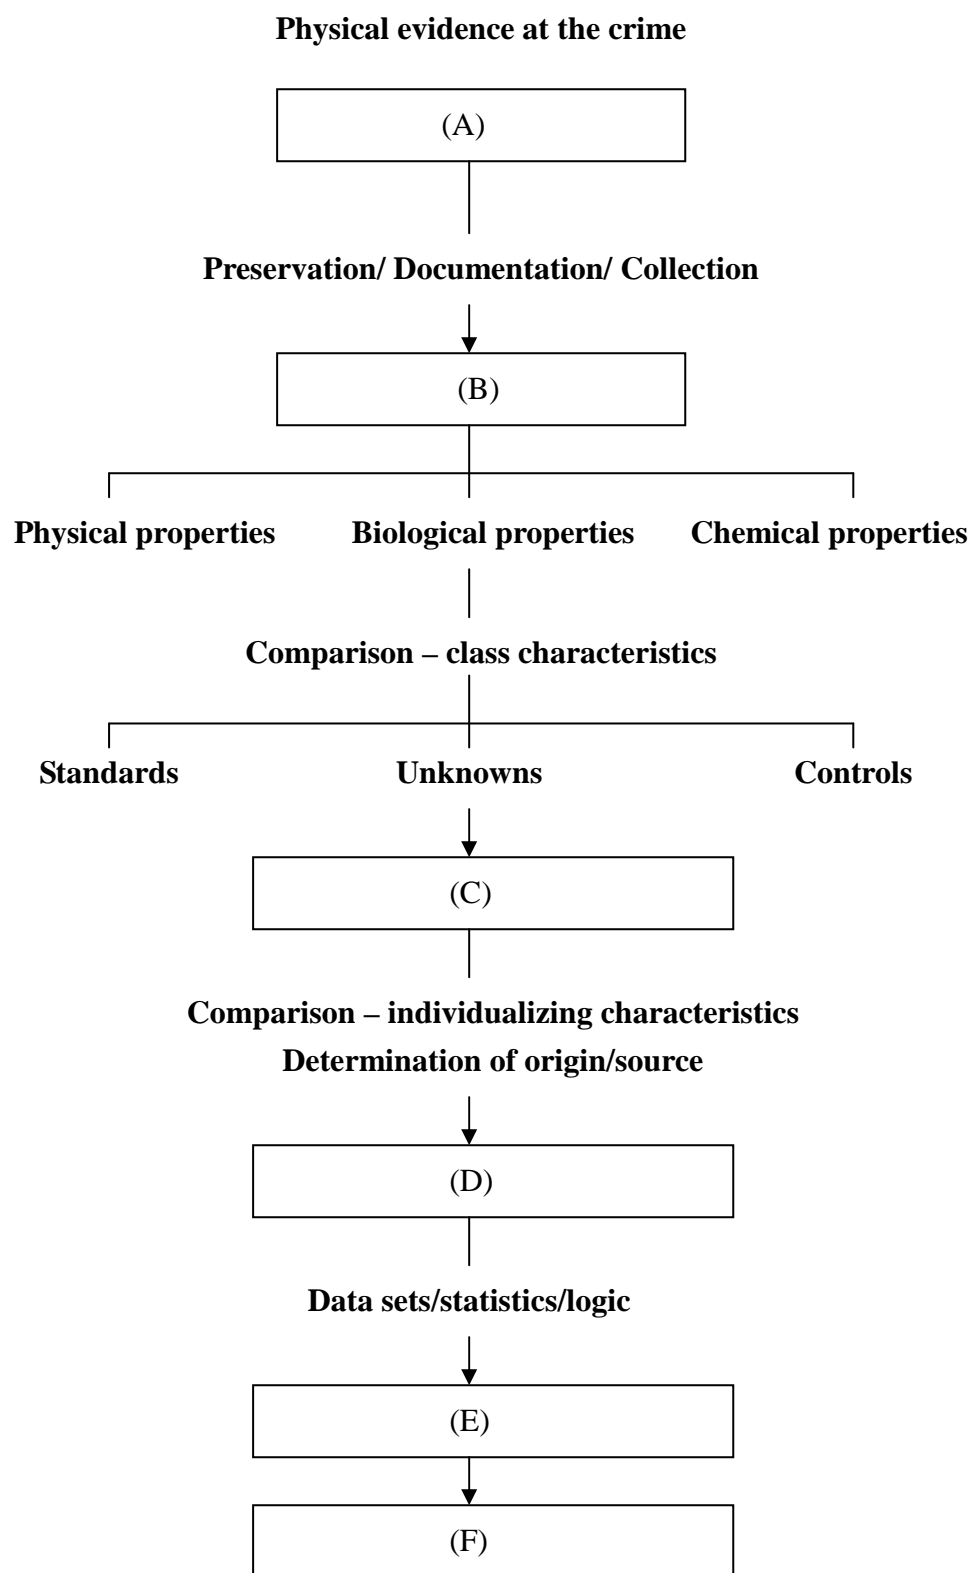 Physical evidence at the crime
(A)
Preservation/ Documentation/ Collection
(B)
Physical properties Biological properties Chemical properties
Comparison – class characteristics
Standards Unknowns Controls
(C)
Comparison – individualizing characteristics
Determination of origin/source
(D)
Data sets/statistics/logic
(E)
(F)